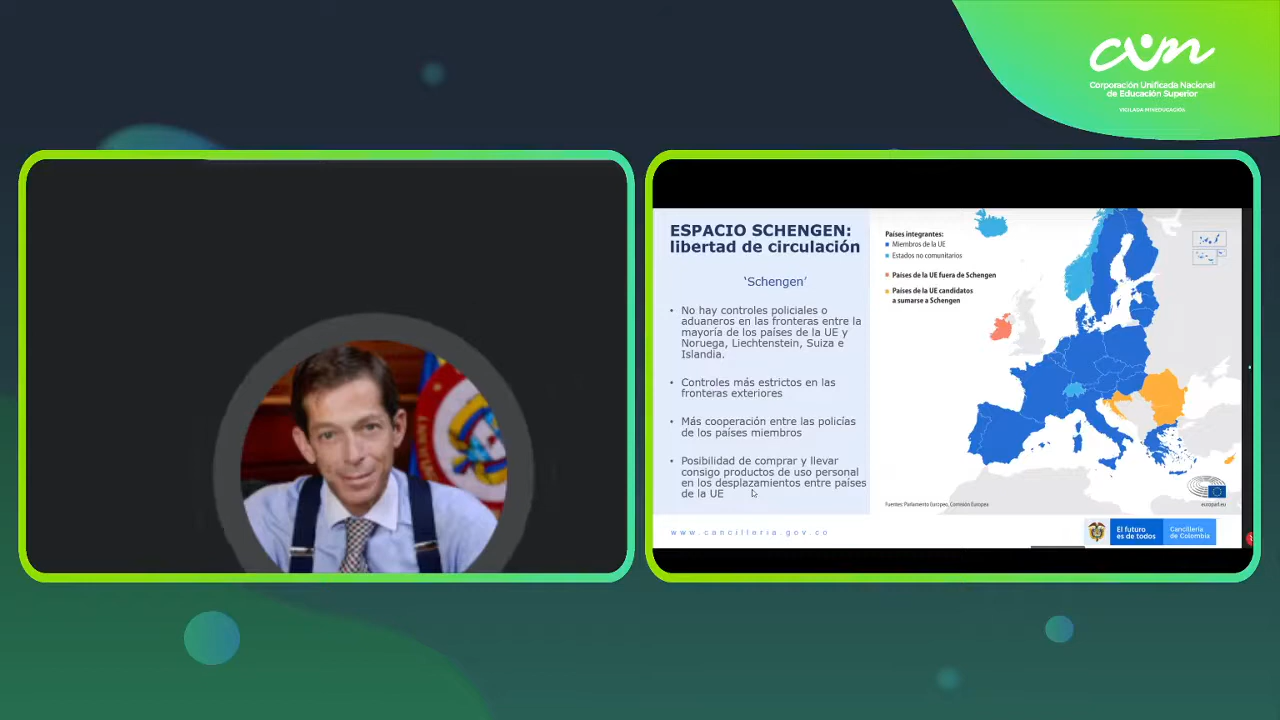 cun
Corporación Unificada Nacional
de Educación Superior
VIGILADA MINEDUCACIÓN
ESPACIO SCHENGEN:
libertad de circulación
‘Schengen’
• No hay controles policiales o
aduaneros en las fronteras entre la
mayoría de los países de la UE y
Noruega, Liechtenstein, Suiza e
Islandia.
• Controles más estrictos en las
fronteras exteriores
• Más cooperación entre las policías
de los países miembros
• Posibilidad de comprar y llevar
consigo productos de uso personal
en los desplazamientos entre países
de la UE
Países integrantes:
Miembros de la UE
Estados no comunitarios
Países de la UE fuera de Schengen
Países de la UE candidatos
a sumarse a Schengen
Fuentes: Parlamento Europeo, Comisión Europea
europarl.eu
www.cancilleria.gov.co
El futuro
es de todos
Cancillería
de Colombia